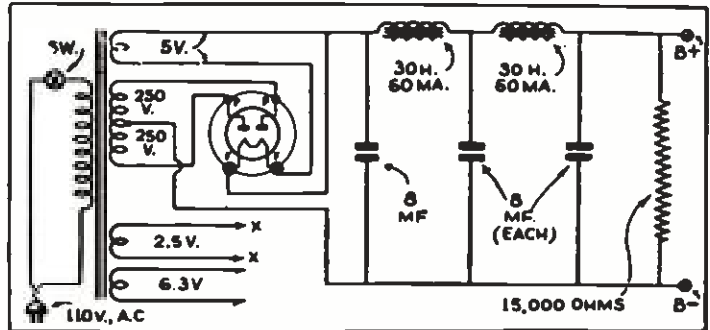 SW.
5V.
250
V.
250
V.
2.5V.
6.3V
110V., A.C
X
X
30 H.
60 MA.
30 H.
60 MA.
8
MF
8
MF.
(EACH)
15,000 OHMS
B+
B-